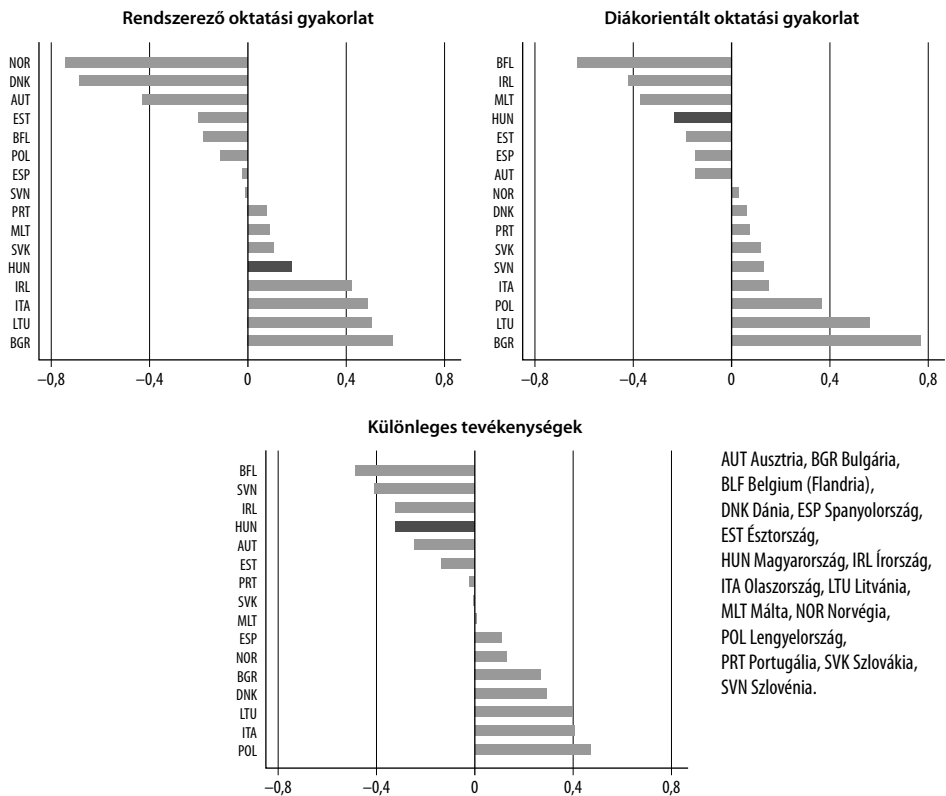 Rendszerező oktatási gyakorlat
NOR
DNK
AUT
EST
BFL
POL
ESP
SVN
PRT
MLT
SVK
HUN
IRL
ITA
LTU
BGR
−0,8 −0,4 0 0,4 0,8
Diákorientált oktatási gyakorlat
BFL
IRL
MLT
HUN
EST
ESP
AUT
NOR
DNK
PRT
SVK
SVN
ITA
POL
LTU
BGR
−0,8 −0,4 0 0,4 0,8
Különleges tevékenységek
BFL
SVN
IRL
HUN
AUT
EST
PRT
SVK
MLT
ESP
NOR
BGR
DNK
LTU
ITA
POL
−0,8 −0,4 0 0,4 0,8
AUT Ausztria, BGR Bulgária,
BLF Belgium (Flandria),
DNK Dánia, ESP Spanyolország,
EST Észtország,
HUN Magyarország, IRL Írország,
ITA Olaszország, LTU Litvánia,
MLT Málta, NOR Norvégia,
POL Lengyelország,
PRT Portugália, SVK Szlovákia,
SVN Szlovénia.